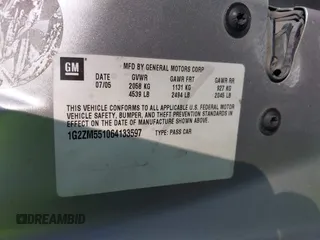 GM
MFD BY GENERAL MOTORS CORP
DATE GVWR GAWR FRT GAWR RR
07/05 2058 KG 1131 KG 927 KG
4539 LB 2494 LB 2045 LB
THIS VEHICLE CONFORMS TO ALL APPLICABLE U.S. FEDERAL MOTOR
VEHICLE SAFETY, BUMPER, AND THEFT PREVENTION STANDARDS IN
EFFECT ON THE DATE OF MANUFACTURE SHOWN ABOVE.
1G2ZM551064133597 TYPE: PASS CAR
DREAMBID